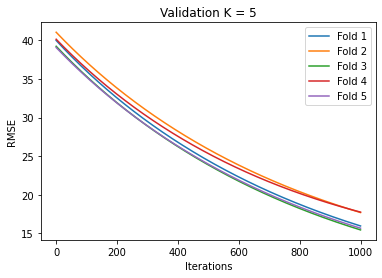 Validation K = 5
RMSE
40
35
30
25
20
15
Fold 1
Fold 2
Fold 3
Fold 4
Fold 5
0 200 400 600 800 1000
Iterations